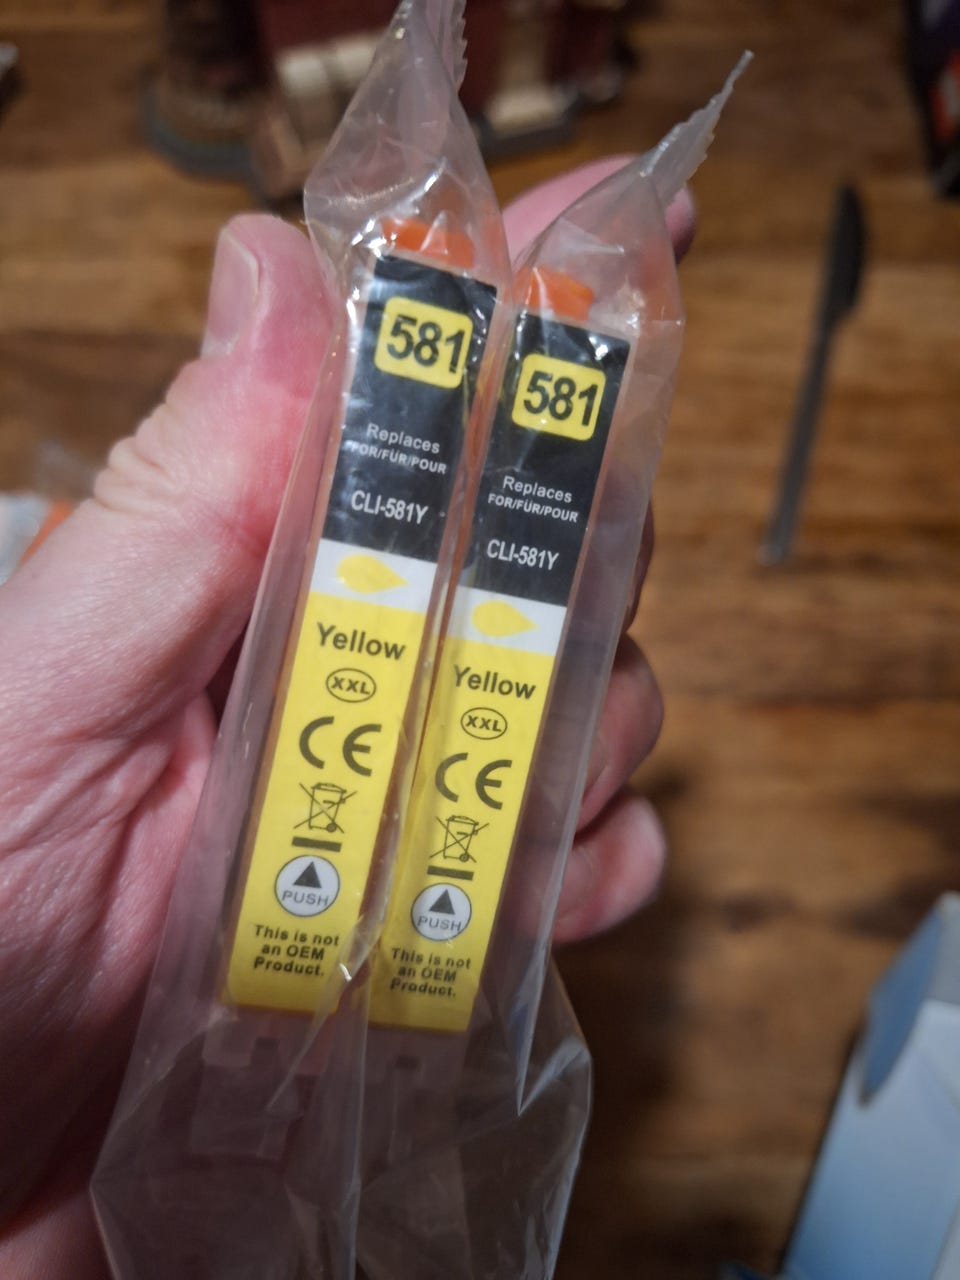 581
Replaces
FOR/FÜR/POUR
CLI-581Y
Yellow
XXL
CE
PUSH
This is not
an OEM
Product.
581
Replaces
FOR/FÜR/POUR
CLI-581Y
Yellow
XXL
CE
PUSH
This is not
an OEM
Product.